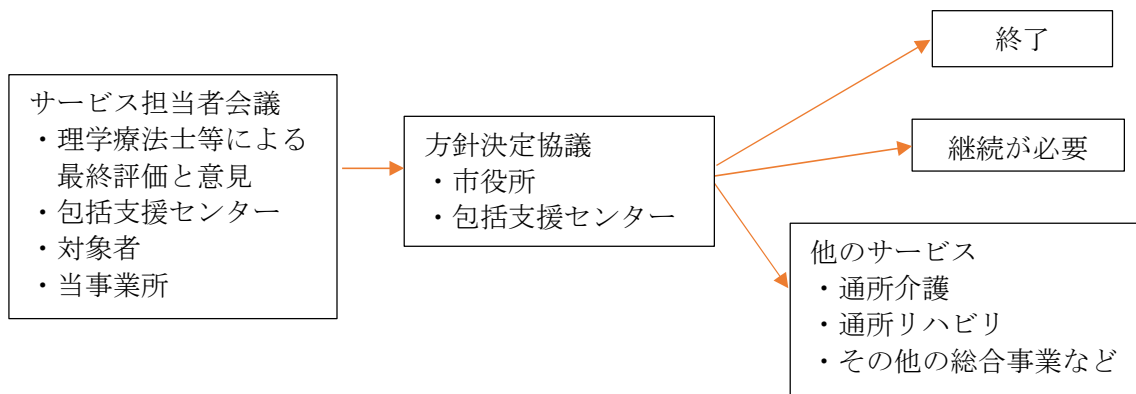 サービス担当者会議
・理学療法士等による
最終評価と意見
・包括支援センター
・対象者
・当事業所
方針決定協議
・市役所
・包括支援センター
終了
継続が必要
他のサービス
・通所介護
・通所リハビリ
・その他の総合事業など